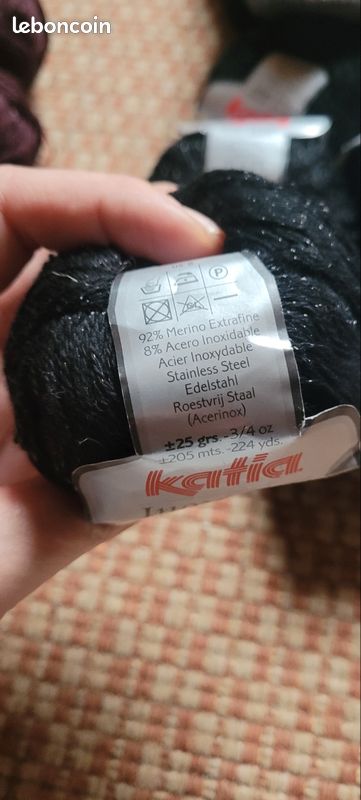 leboncoin
P
92% Merino Extrafine
8% Acero Inoxidable
Acier Inoxydable
Stainless Steel
Edelstahl
Roestvrij Staal
(Acerinox)
±25 grs.-3/4 oz
±205 mts.-224 yds.
katia